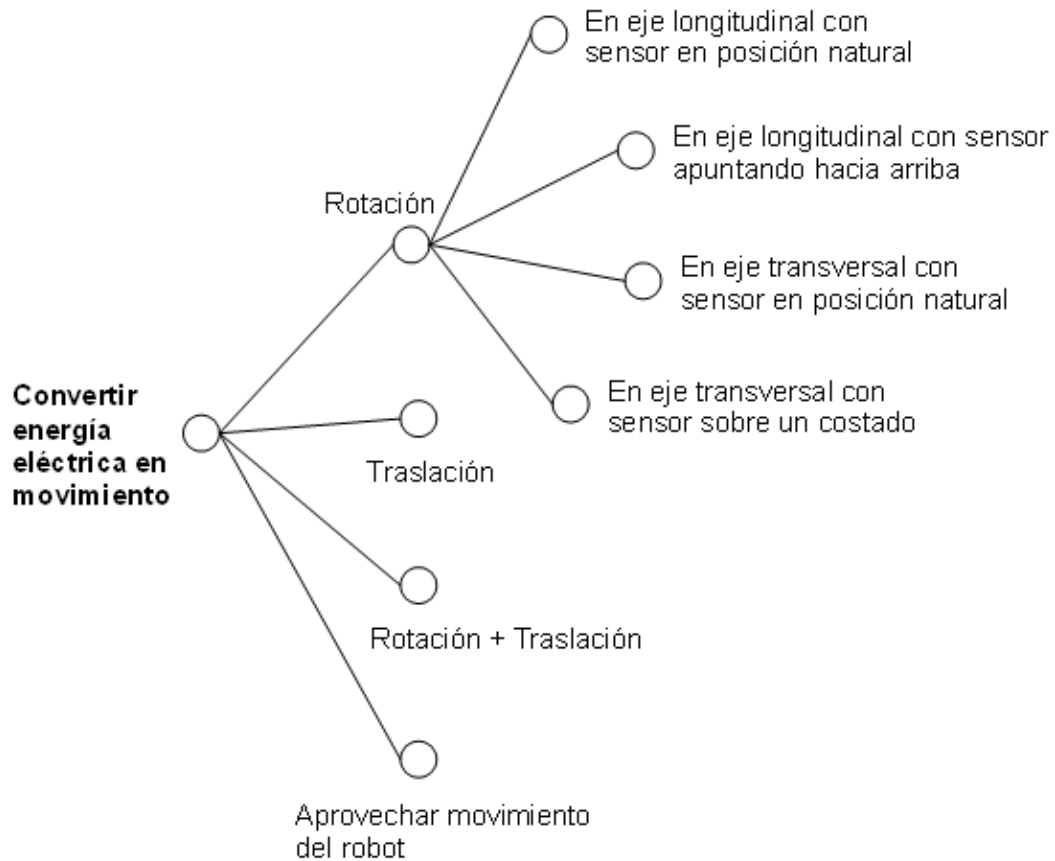 En eje longitudinal con
sensor en posición natural
En eje longitudinal con sensor
apuntando hacia arriba
Rotación
En eje transversal con
sensor en posición natural
En eje transversal con
sensor sobre un costado
Convertir
energía
eléctrica en
movimiento
Traslación
Rotación + Traslación
Aprovechar movimiento
del robot